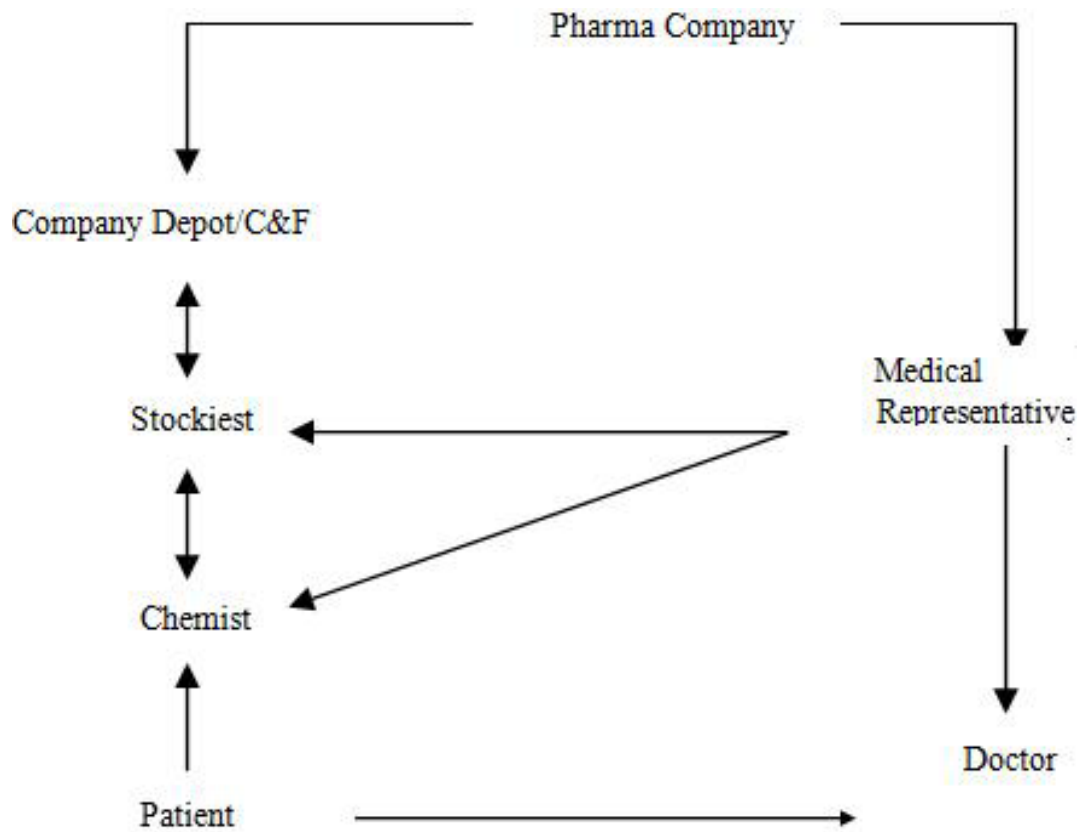 Pharma Company
Company Depot/C&F
Medical
Representative
Stockiest
Chemist
Doctor
Patient